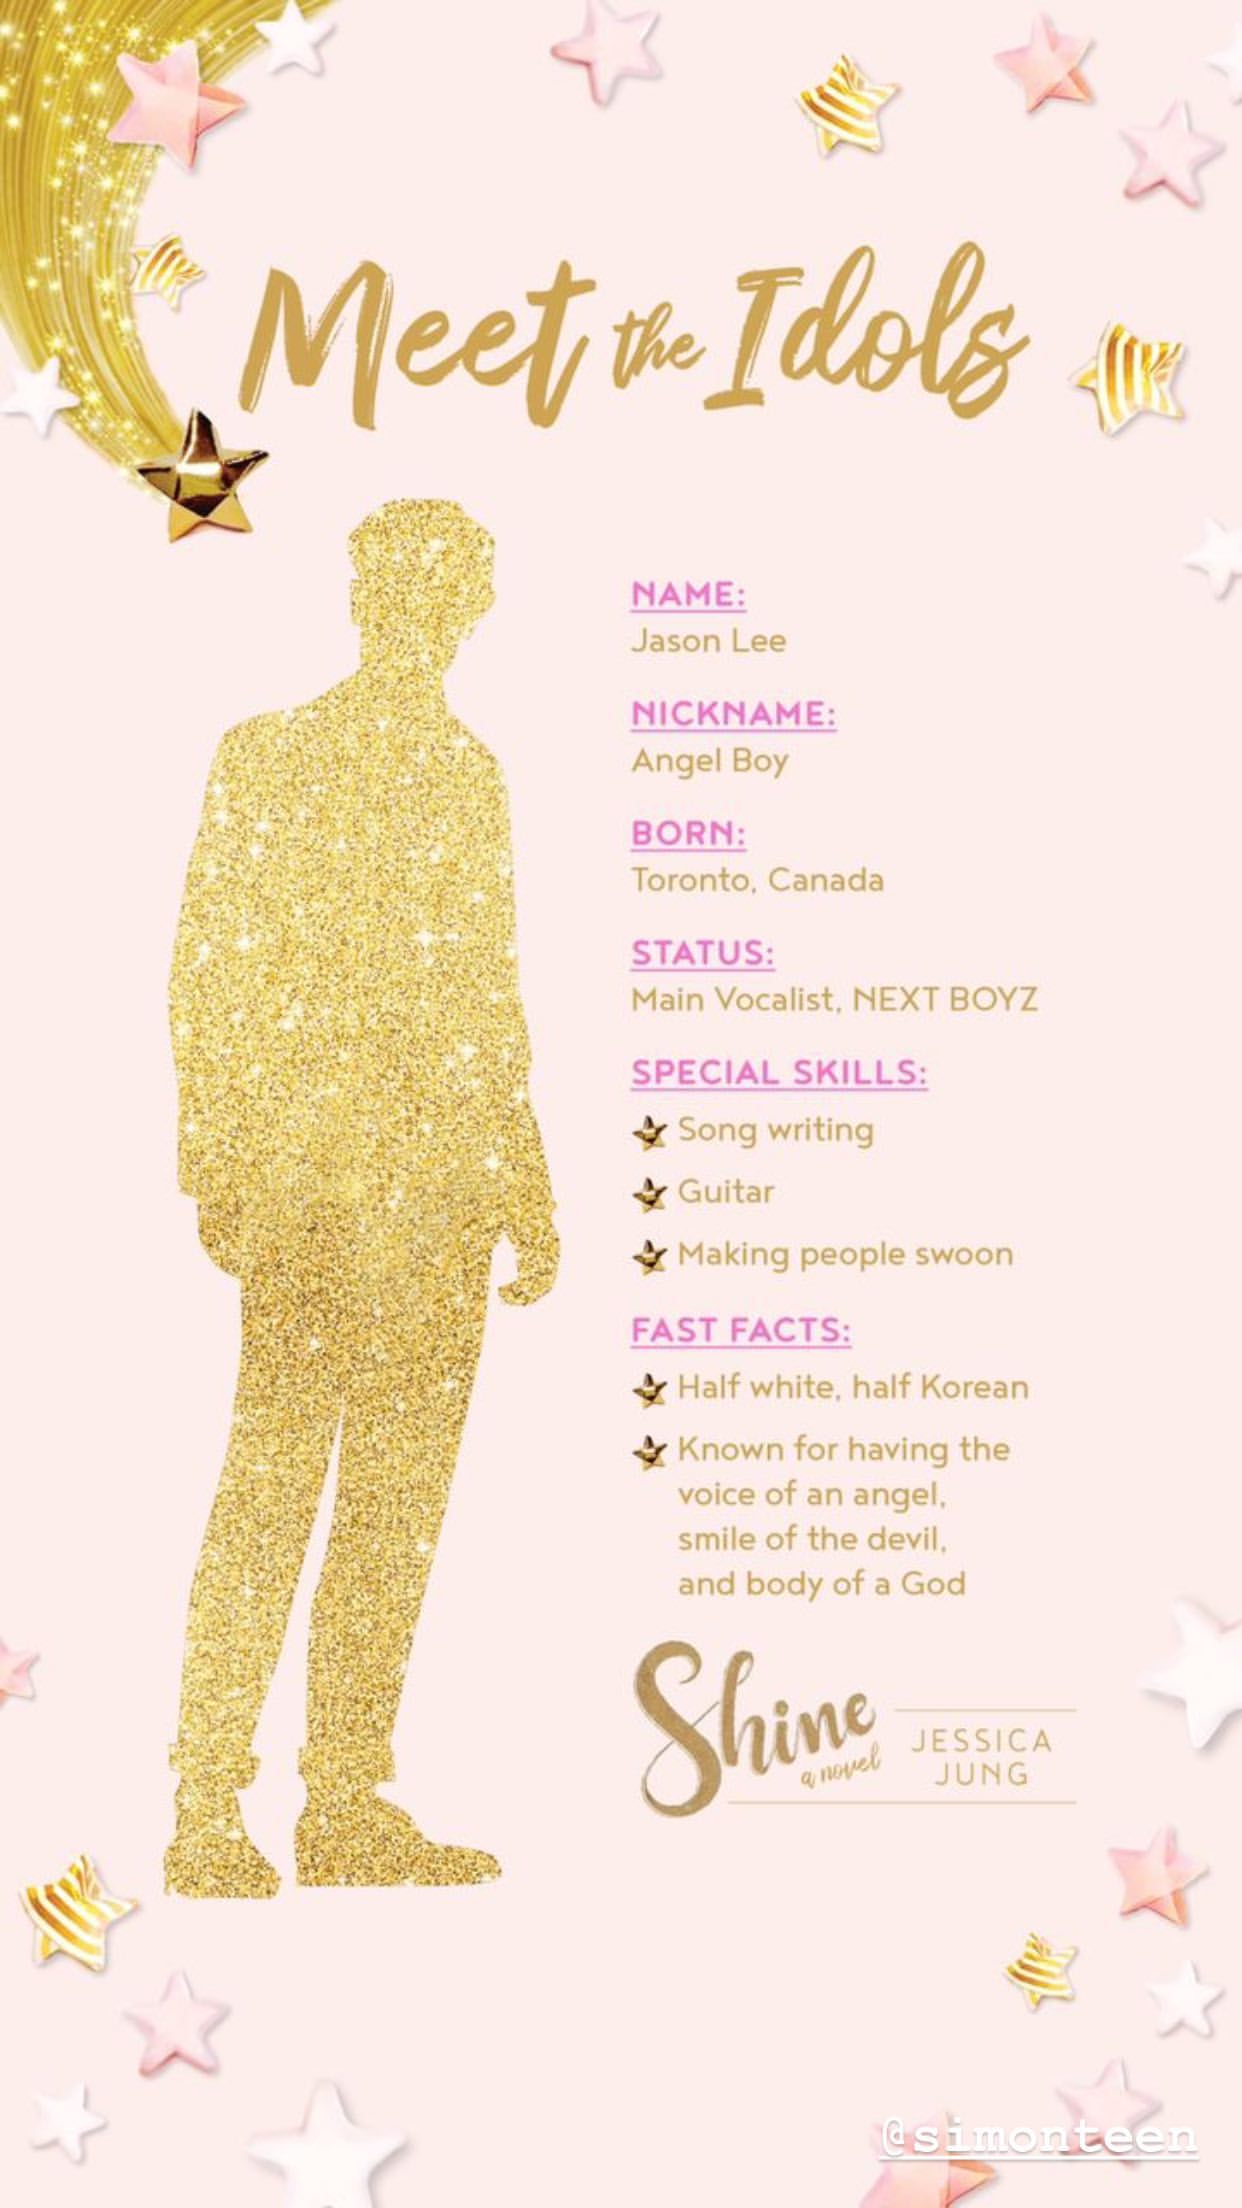 Meet the Idols
NAME:
Jason Lee
NICKNAME:
Angel Boy
BORN:
Toronto, Canada
STATUS:
Main Vocalist, NEXT BOYZ
SPECIAL SKILLS:
Song writing
Guitar
Making people swoon
FAST FACTS:
Half white, half Korean
Known for having the
voice of an angel,
smile of the devil,
and body of a God
Shine
a novel
JESSICA
JUNG
@simonteen